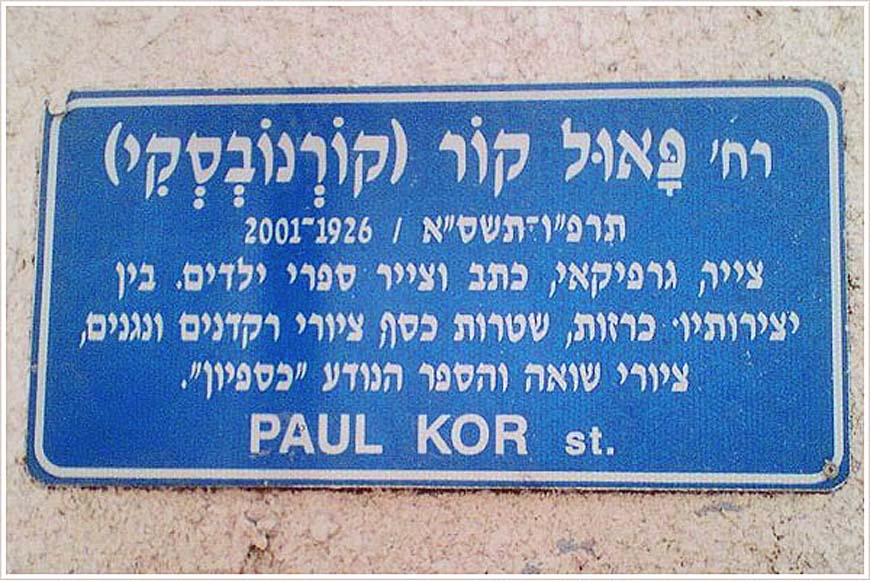 רח' פָּאוּל קוֹר (קוֹרְנוֹבְסְקִי)
תרפ"ו-תשס"א / 1926-2001
צייר, גרפיקאי, כתב וצייר ספרי ילדים. בין
יצירותיו: כרזות, שטרות כסף, ציורי רקדנים ונגנים,
ציורי שואה והספר הנודע "כספיון".
PAUL KOR st.